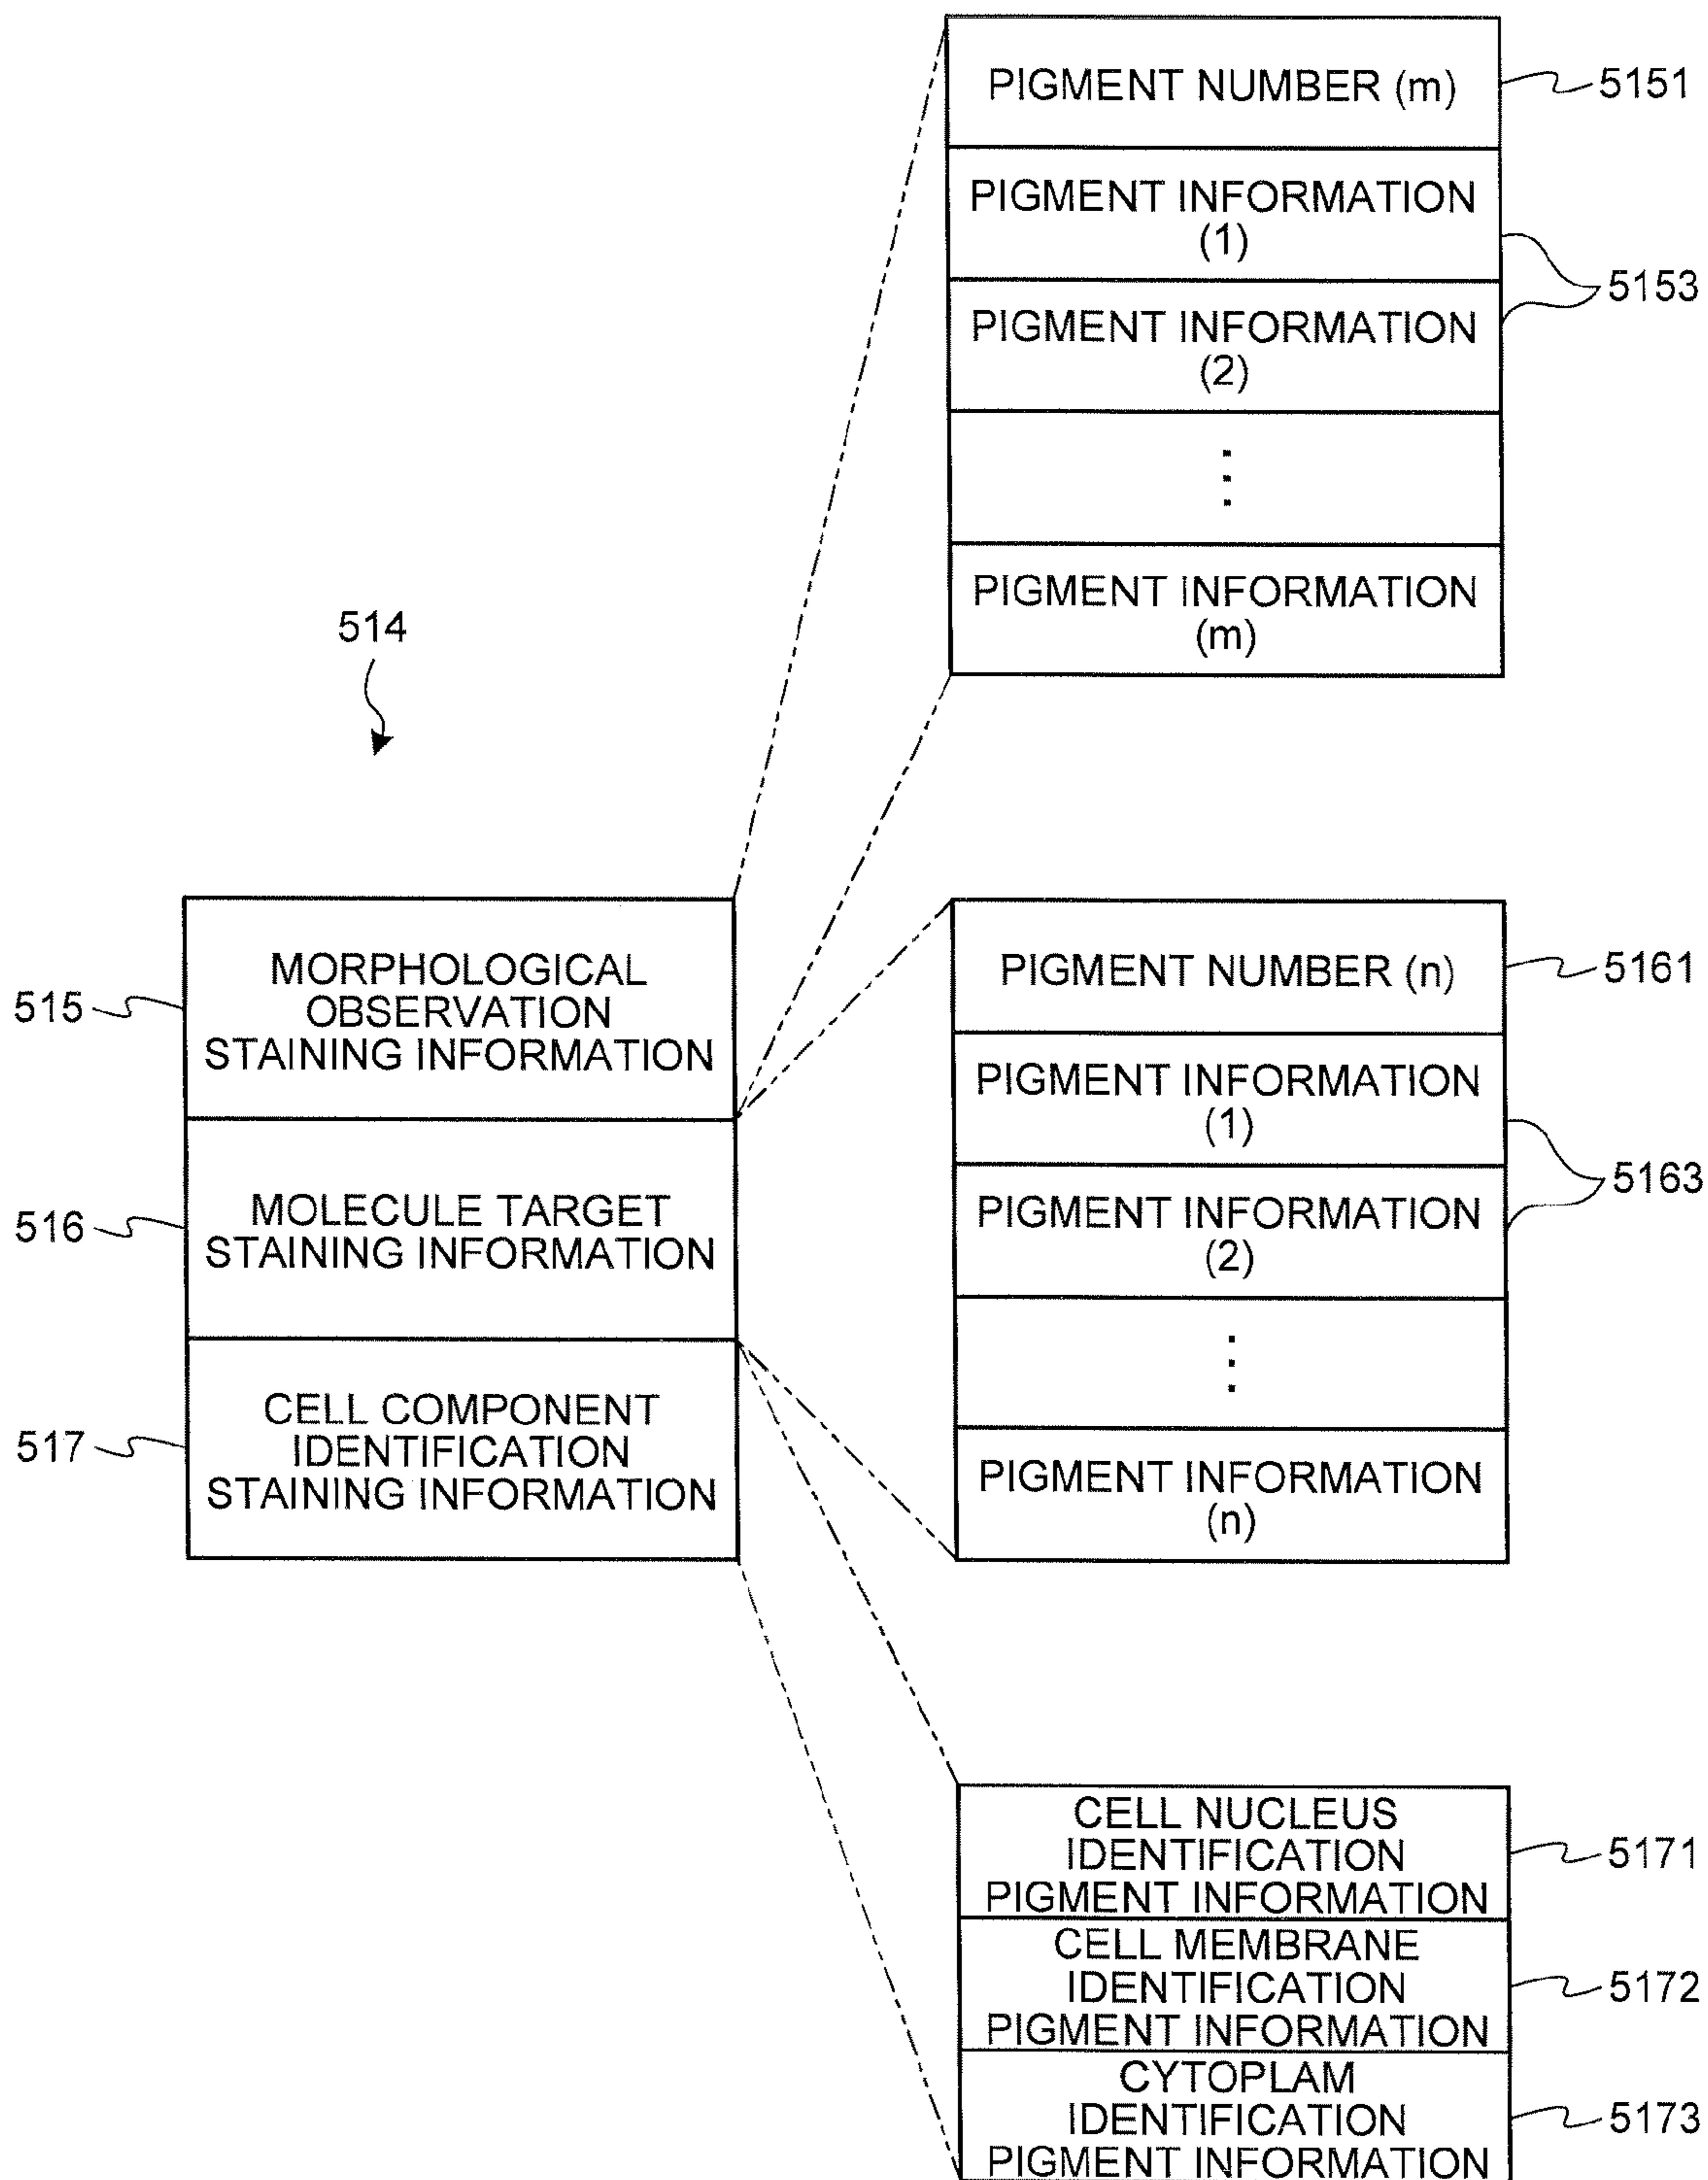 PIGMENT NUMBER (m)
5151
PIGMENT INFORMATION
(1)
5153
PIGMENT INFORMATION
(2)
⋮
PIGMENT INFORMATION
(m)
514
MORPHOLOGICAL
OBSERVATION
STAINING INFORMATION
515
MOLECULE TARGET
STAINING INFORMATION
516
CELL COMPONENT
IDENTIFICATION
STAINING INFORMATION
517
PIGMENT NUMBER (n)
5161
PIGMENT INFORMATION
(1)
5163
PIGMENT INFORMATION
(2)
⋮
PIGMENT INFORMATION
(n)
CELL NUCLEUS
IDENTIFICATION
PIGMENT INFORMATION
5171
CELL MEMBRANE
IDENTIFICATION
PIGMENT INFORMATION
5172
CYTOPLAM
IDENTIFICATION
PIGMENT INFORMATION
5173